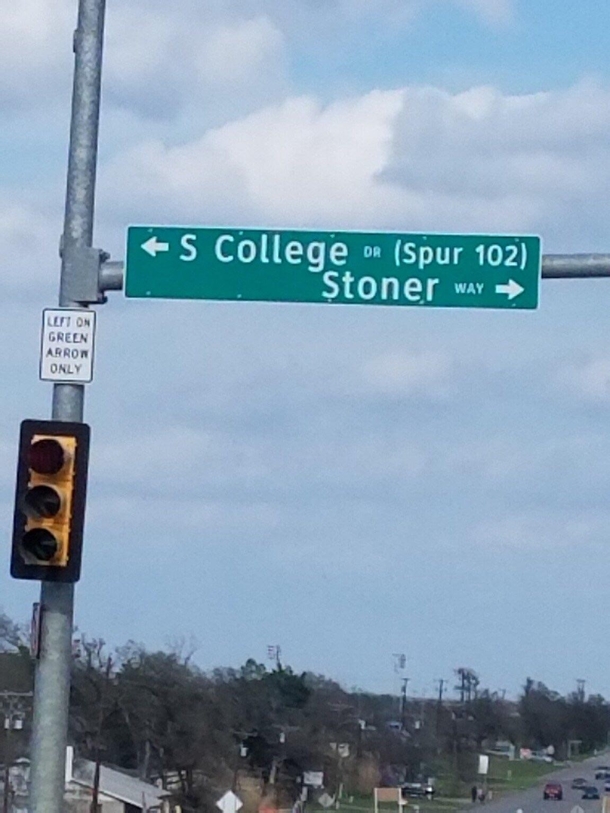 ← S College DR (Spur 102)
Stoner WAY →
LEFT ON
GREEN
ARROW
ONLY